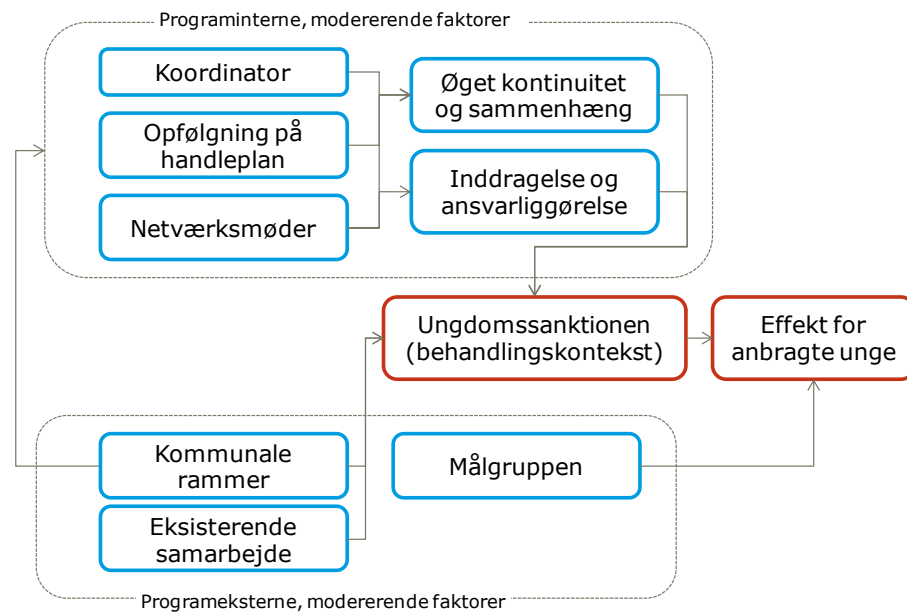 Programinterne, modererende faktorer
Koordinator
Opfølgning på
handleplan
Netværksmøder
Øget kontinuitet
og sammenhæng
Inddragelse og
ansvarliggørelse
Ungdomssanktionen
(behandlingskontekst)
Effekt for
anbragte unge
Kommunale
rammer
Eksisterende
samarbejde
Målgruppen
Programeksterne, modererende faktorer